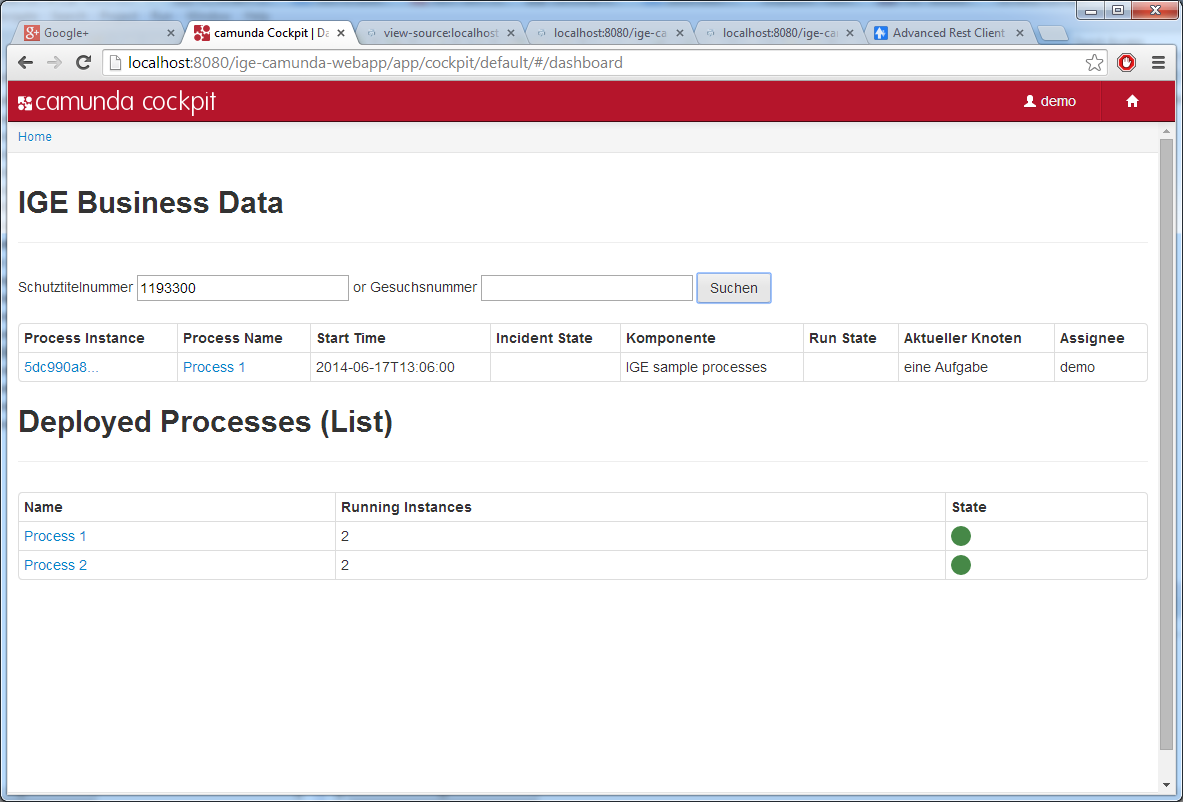 Google+
camunda Cockpit | Da
view-source:localhost
localhost:8080/ige-ca
localhost:8080/ige-ca
Advanced Rest Client
localhost:8080/ige-camunda-webapp/app/cockpit/default/#/dashboard
camunda cockpit
demo
Home
IGE Business Data
Schutztitelnummer 1193300 or Gesuchsnummer Suchen
Process Instance Process Name Start Time Incident State Komponente Run State Aktueller Knoten Assignee
5dc990a8... Process 1 2014-06-17T13:06:00 IGE sample processes eine Aufgabe demo
Deployed Processes (List)
Name Running Instances State
Process 1 2
Process 2 2